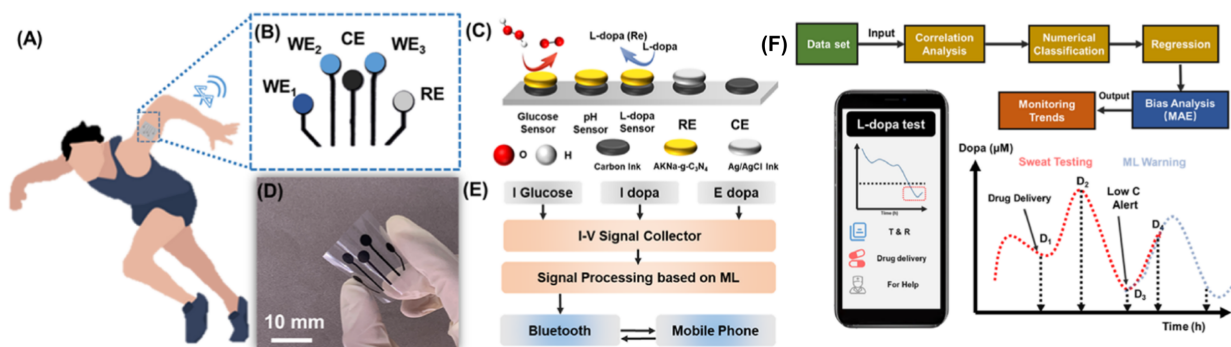 (A)
(B)
WE2
CE
WE3
WE1
RE
(C)
L-dopa (Re)
L-dopa
Glucose
Sensor
pH
Sensor
L-dopa
Sensor
RE
CE
O
H
Carbon Ink
AKNa-g-C3N4
Ag/AgCl Ink
(D)
10 mm
(E)
I Glucose
I dopa
E dopa
I-V Signal Collector
Signal Processing based on ML
Bluetooth
Mobile Phone
(F)
Data set
Input
Correlation
Analysis
Numerical
Classification
Regression
Monitoring
Trends
Output
Bias Analysis
(MAE)
L-dopa test
Time (h)
T & R
Drug delivery
For Help
Dopa (μM)
Sweat Testing
ML Warning
D2
Drug Delivery
Low C
Alert
D1
D4
D3
Time (h)